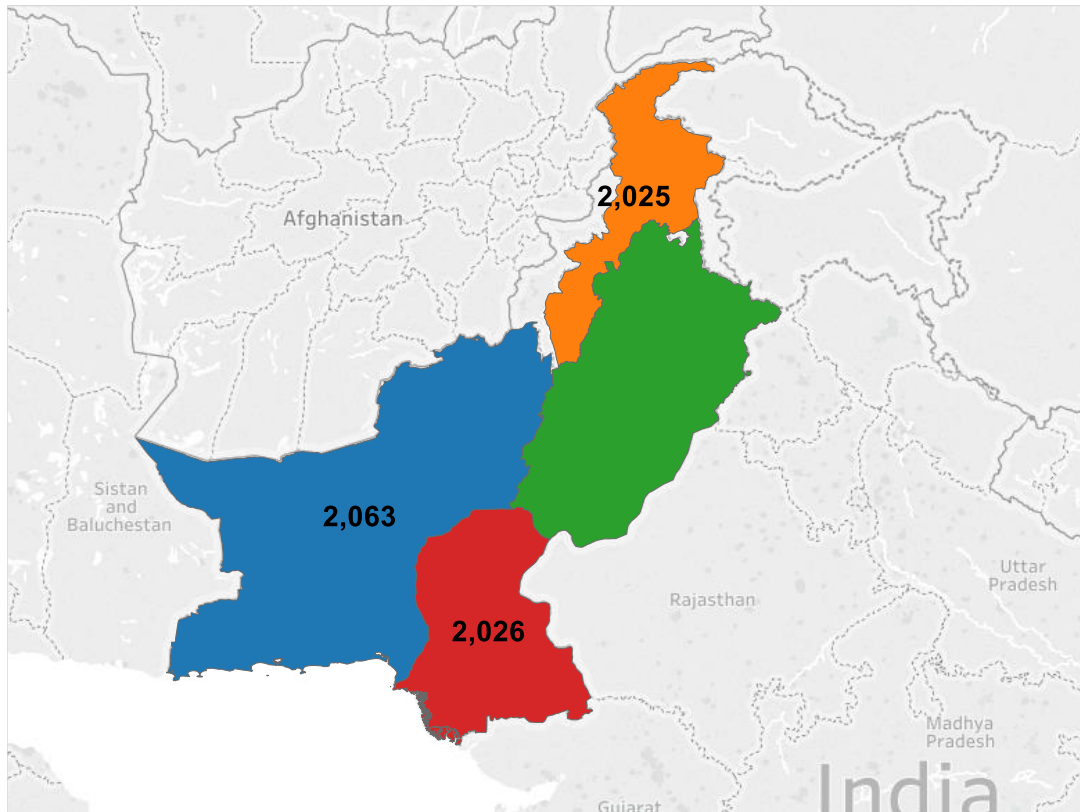 2,025
Afghanistan
2,063
Sistan
and
Baluchestan
2,026
Rajasthan
Uttar
Pradesh
Madhya
Pradesh
India
Gujarat